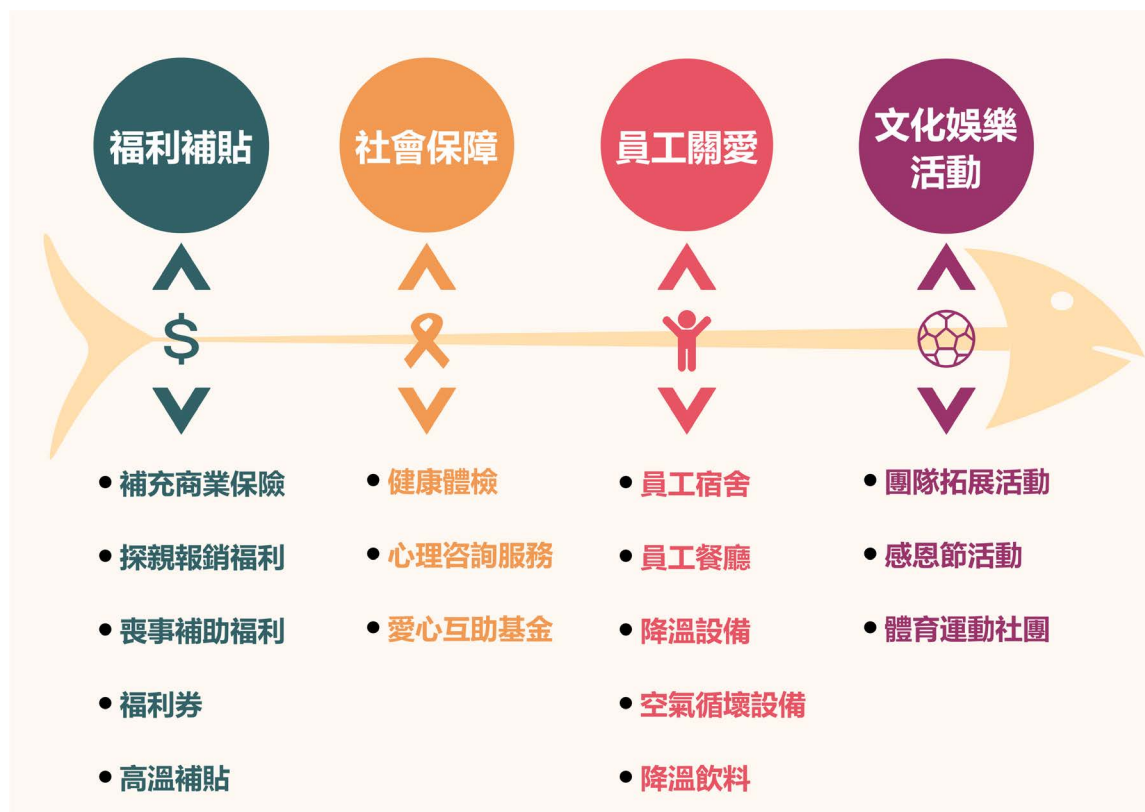 福利補貼
社會保障
員工關愛
文化娛樂
活動
$
• 補充商業保險
• 探親報銷福利
• 喪事補助福利
• 福利券
• 高溫補貼
• 健康體檢
• 心理咨詢服務
• 愛心互助基金
• 員工宿舍
• 員工餐廳
• 降溫設備
• 空氣循壞設備
• 降溫飲料
• 團隊拓展活動
• 感恩節活動
• 體育運動社團